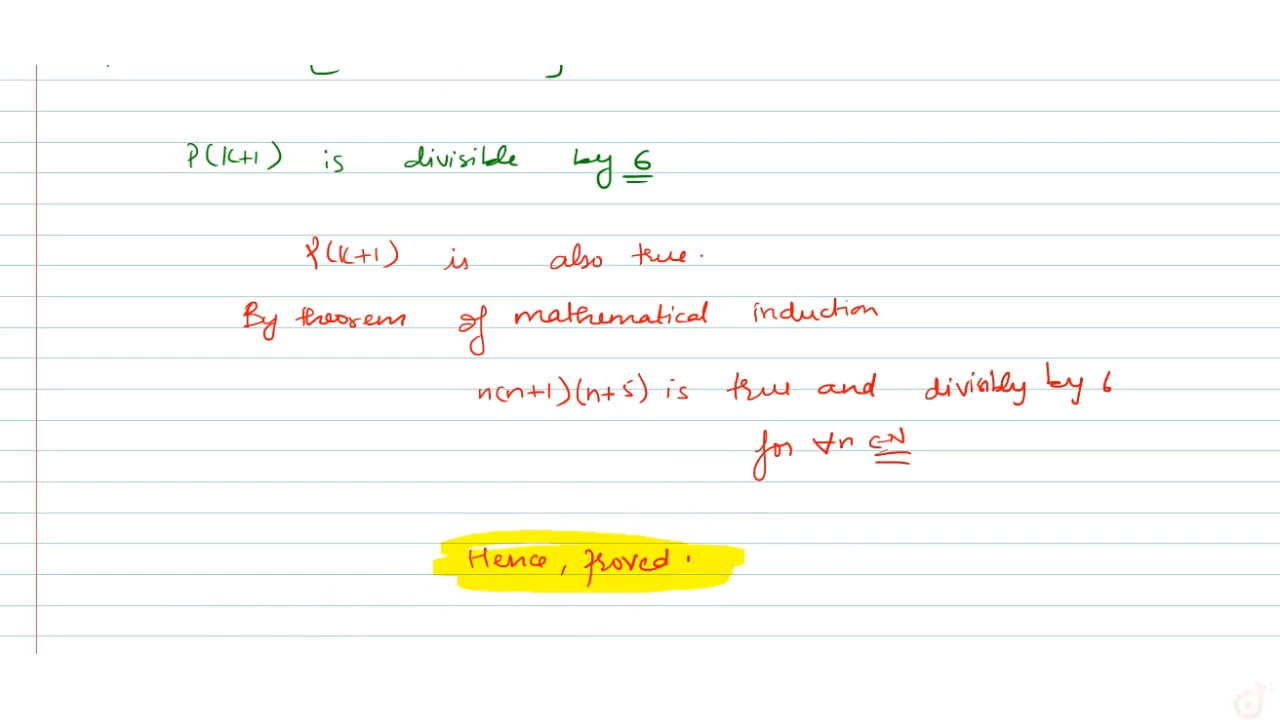 P(K+1) is divisible by 6
P(K+1) is also true.
By theorem of mathematical induction
n(n+1)(n+5) is true and divisibly by 6
for ∀n ∈N
Hence, proved.